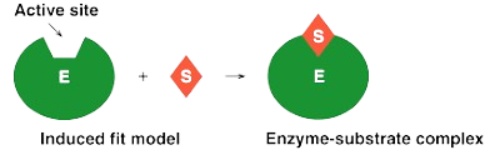 Active site
S
E + S → E
Induced fit model Enzyme-substrate complex